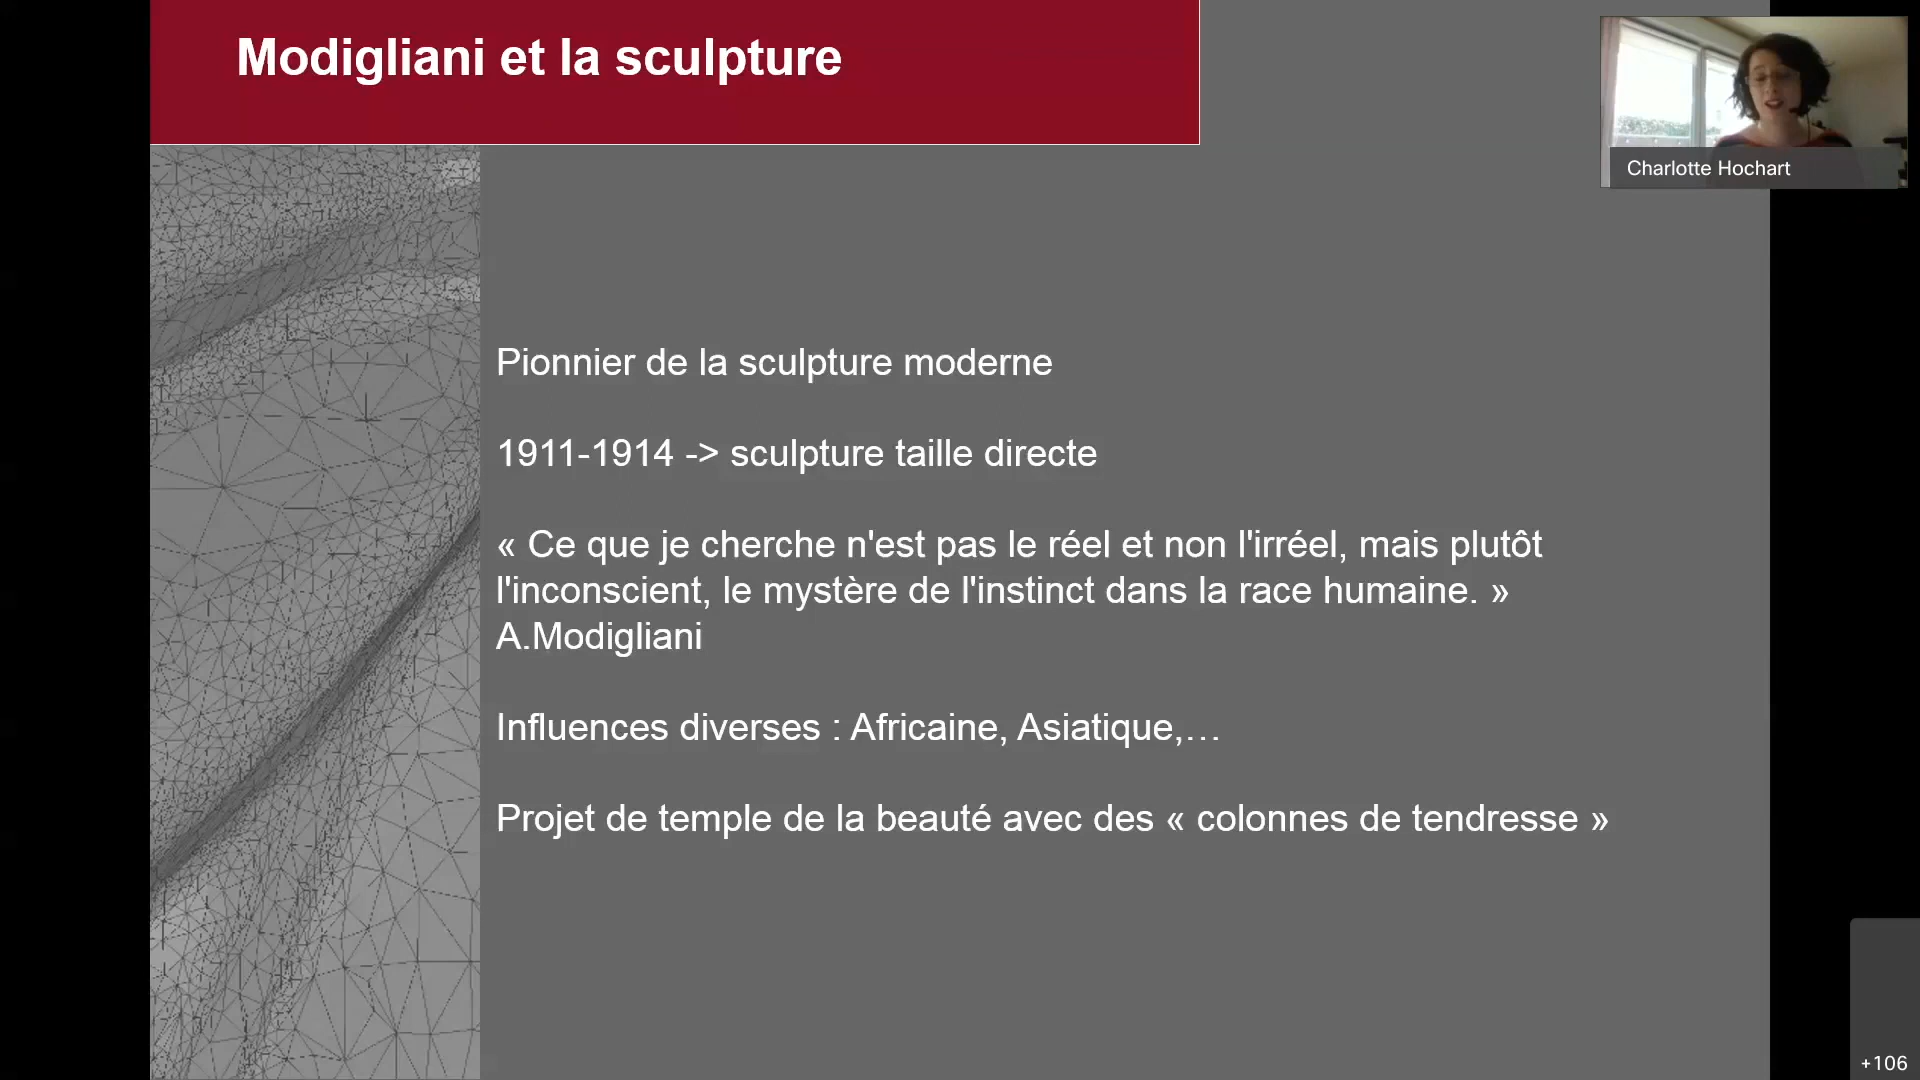 Modigliani et la sculpture
Charlotte Hochart
Pionnier de la sculpture moderne
1911-1914 -> sculpture taille directe
« Ce que je cherche n'est pas le réel et non l'irréel, mais plutôt
l'inconscient, le mystère de l'instinct dans la race humaine. »
A.Modigliani
Influences diverses : Africaine, Asiatique,…
Projet de temple de la beauté avec des « colonnes de tendresse »
+106